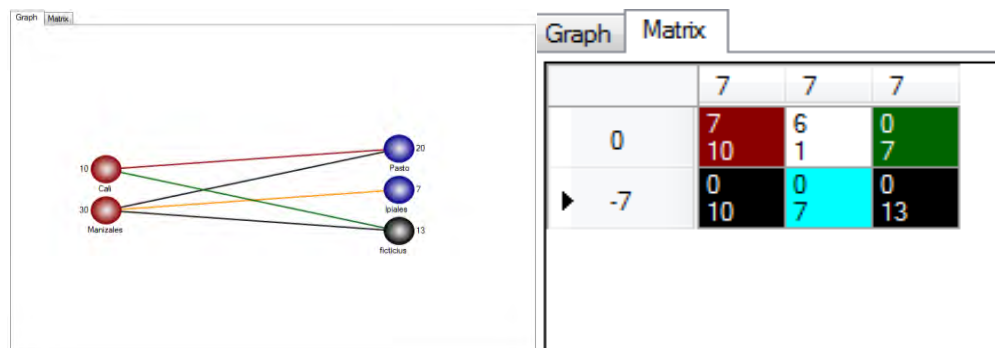 Graph Matrix
20
Pasto
10
Cali
7
Ipiales
30
Manizales
13
ficticius
Graph Matrix
7 7 7
0
7 6 0
10 1 7
-7
0 0 0
10 7 13